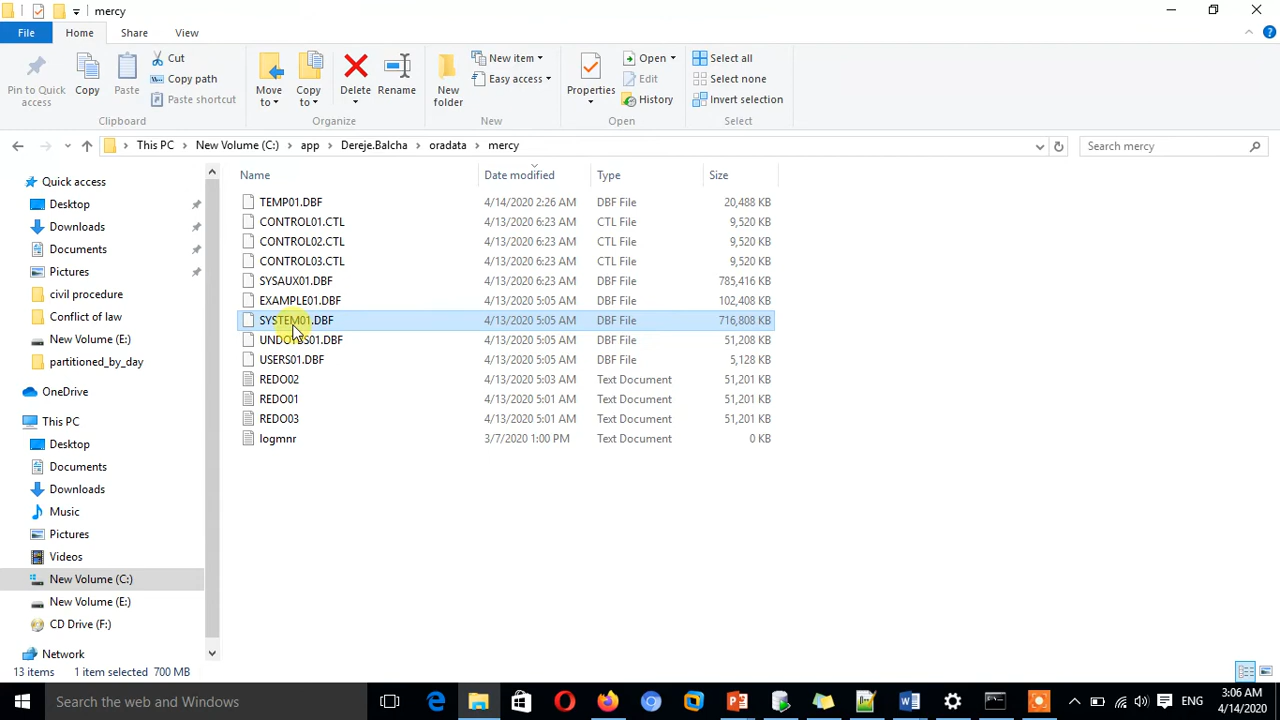 mercy
File Home Share View
Pin to Quick access
Copy
Paste
Cut
Copy path
Paste shortcut
Clipboard
Move to
Copy to
Delete
Rename
Organize
New folder
New item
Easy access
New
Properties
Open
Edit
History
Open
Select all
Select none
Invert selection
Select
This PC New Volume (C:) app Dereje.Balcha oradata mercy
Search mercy
Quick access
Desktop
Downloads
Documents
Pictures
civil procedure
Conflict of law
New Volume (E:)
partitioned_by_day
OneDrive
This PC
Desktop
Documents
Downloads
Music
Pictures
Videos
New Volume (C:)
New Volume (E:)
CD Drive (F:)
Network
Name Date modified Type Size
TEMP01.DBF 4/14/2020 2:26 AM DBF File 20,488 KB
CONTROL01.CTL 4/13/2020 6:23 AM CTL File 9,520 KB
CONTROL02.CTL 4/13/2020 6:23 AM CTL File 9,520 KB
CONTROL03.CTL 4/13/2020 6:23 AM CTL File 9,520 KB
SYSAUX01.DBF 4/13/2020 5:05 AM DBF File 785,416 KB
EXAMPLE01.DBF 4/13/2020 5:05 AM DBF File 102,408 KB
SYSTEM01.DBF 4/13/2020 5:05 AM DBF File 716,808 KB
4/13/2020 5:05 AM DBF File 51,208 KB
USERS01.DBF 4/13/2020 5:05 AM DBF File 5,128 KB
REDO02 4/13/2020 5:03 AM Text Document 51,201 KB
REDO01 4/13/2020 5:01 AM Text Document 51,201 KB
REDO03 4/13/2020 5:01 AM Text Document 51,201 KB
logmnr 3/7/2020 1:00 PM Text Document 0 KB
13 items 1 item selected 700 MB
Search the web and Windows
ENG
3:06 AM
4/14/2020